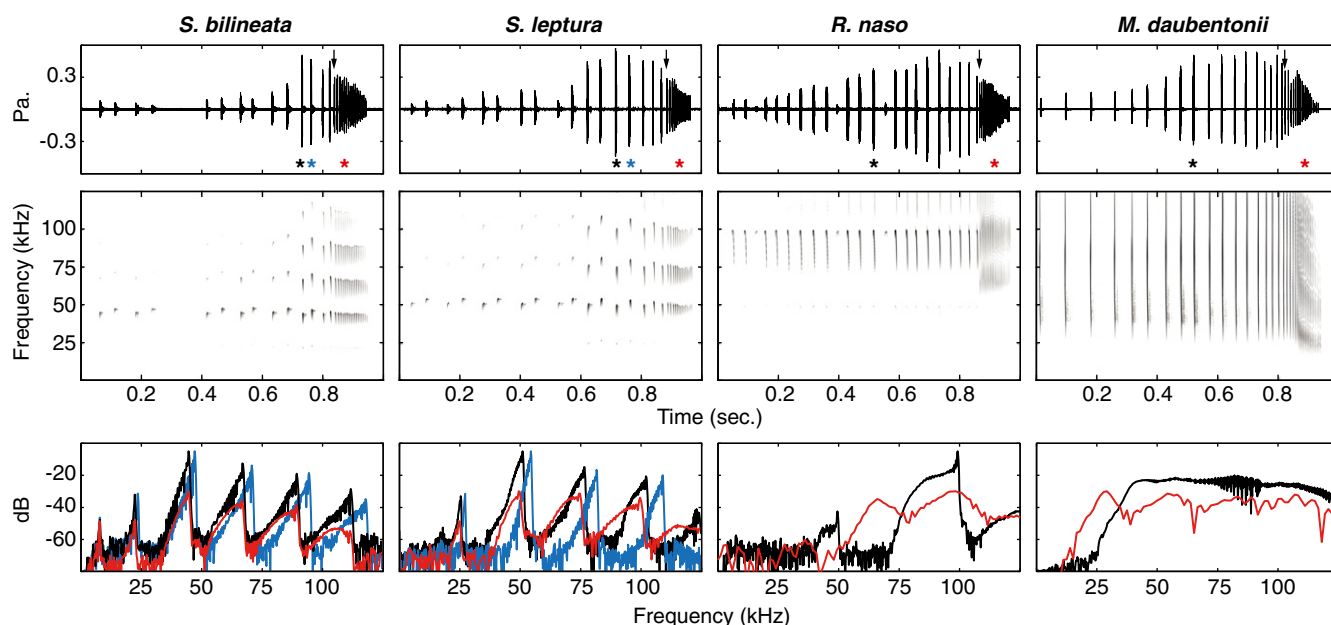 S. bilineata S. leptura R. naso M. daubentonii
0.3
Pa.
-0.3
* * * * * * * * * *
100
75
50
25
Frequency (kHz)
0.2 0.4 0.6 0.8 0.2 0.4 0.6 0.8 0.2 0.4 0.6 0.8 0.2 0.4 0.6 0.8
Time (sec.)
-20
-40
-60
dB
25 50 75 100 25 50 75 100 25 50 75 100 25 50 75 100
Frequency (kHz)